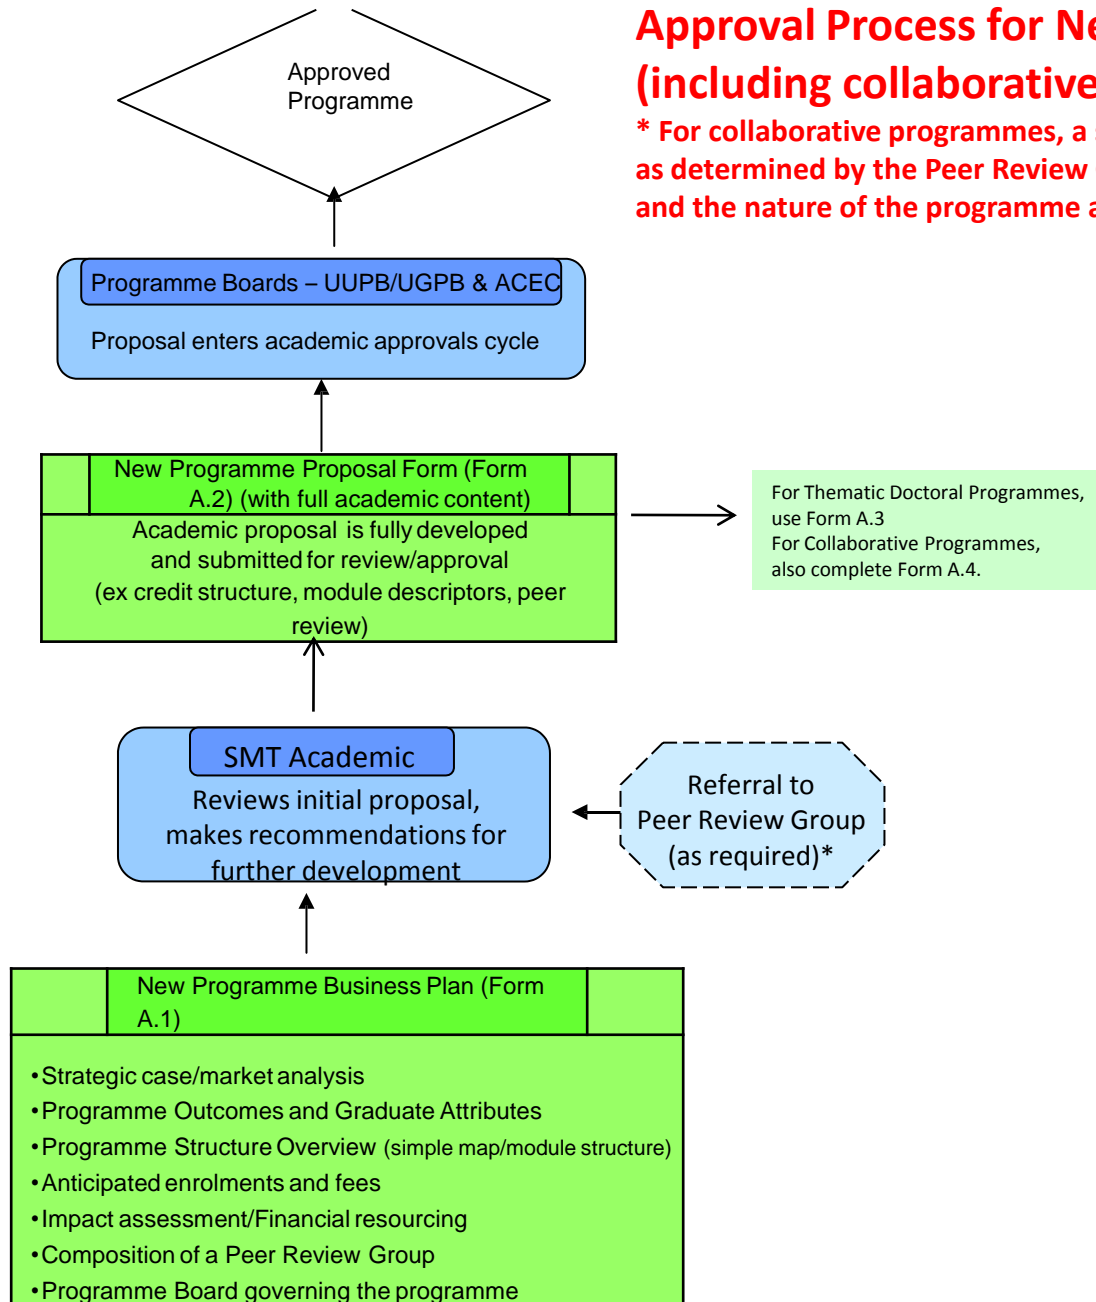 Approval Process for Ne
(including collaborative
* For collaborative programmes, a s
as determined by the Peer Review
and the nature of the programme a
Approved
Programme
Programme Boards – UUPB/UGPB & ACEC
Proposal enters academic approvals cycle
New Programme Proposal Form (Form
A.2) (with full academic content)
Academic proposal is fully developed
and submitted for review/approval
(ex credit structure, module descriptors, peer
review)
For Thematic Doctoral Programmes,
use Form A.3
For Collaborative Programmes,
also complete Form A.4.
SMT Academic
Reviews initial proposal,
makes recommendations for
further development
Referral to
Peer Review Group
(as required)*
New Programme Business Plan (Form
A.1)
•Strategic case/market analysis
•Programme Outcomes and Graduate Attributes
•Programme Structure Overview (simple map/module structure)
•Anticipated enrolments and fees
•Impact assessment/Financial resourcing
•Composition of a Peer Review Group
•Programme Board governing the programme